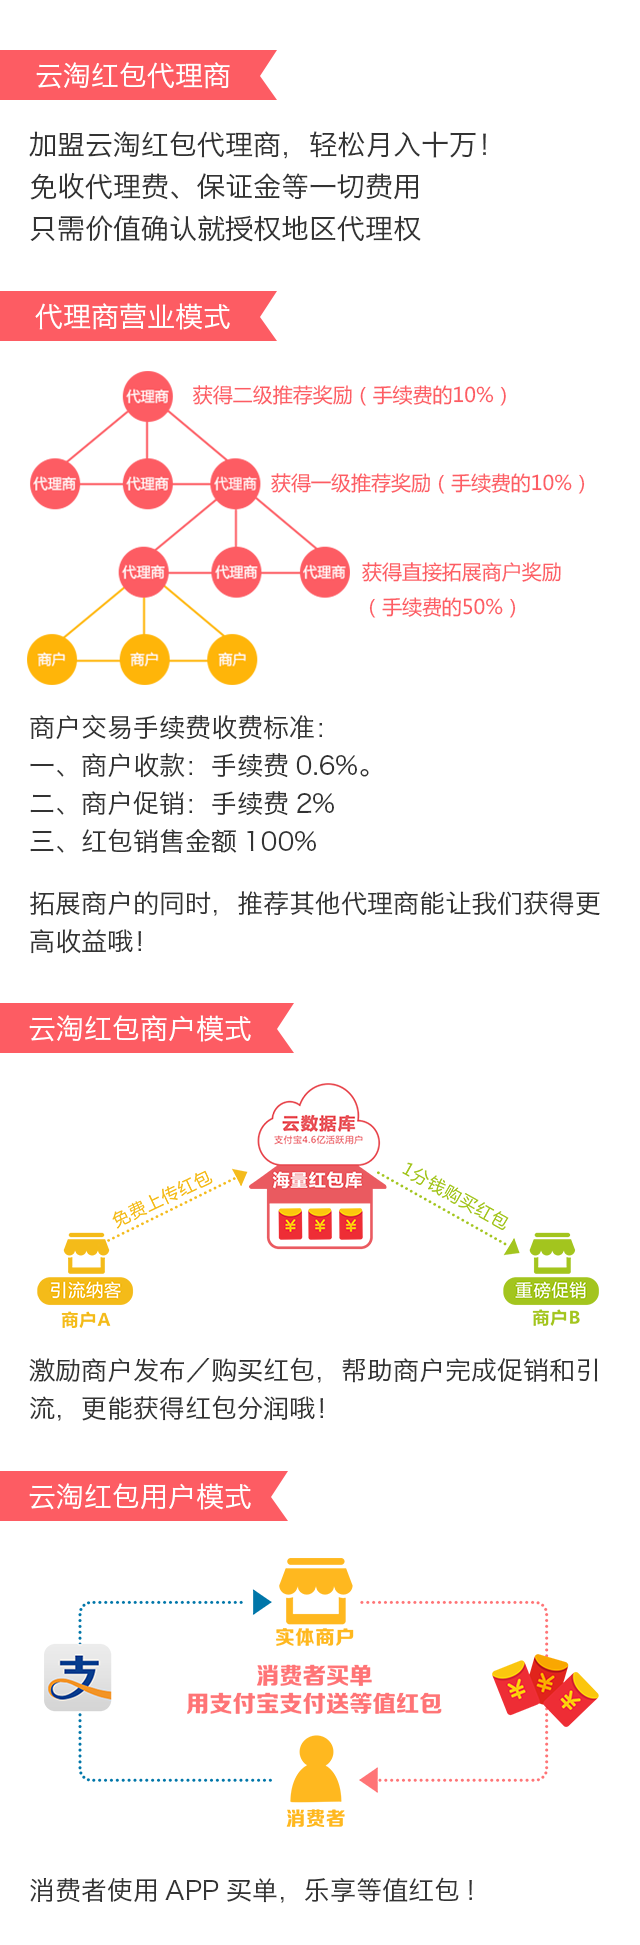 云淘红包代理商
加盟云淘红包代理商，轻松月入十万！
免收代理费、保证金等一切费用
只需价值确认就授权地区代理权
代理商营业模式
代理商 获得二级推荐奖励（手续费的10%）
代理商 代理商 代理商 获得一级推荐奖励（手续费的10%）
代理商 代理商 代理商 获得直接拓展商户奖励
（手续费的50%）
商户 商户 商户
商户交易手续费收费标准：
一、商户收款：手续费 0.6%。
二、商户促销：手续费 2%
三、红包销售金额 100%
拓展商户的同时，推荐其他代理商能让我们获得更
高收益哦！
云淘红包商户模式
云数据库
支付宝4.6亿活跃用户
海量红包库
免费上传红包
1分钱购买红包
引流纳客
商户A
重磅促销
商户B
激励商户发布／购买红包，帮助商户完成促销和引
流，更能获得红包分润哦！
云淘红包用户模式
实体商户
支
消费者买单
用支付宝支付送等值红包
消费者
消费者使用 APP 买单，乐享等值红包！